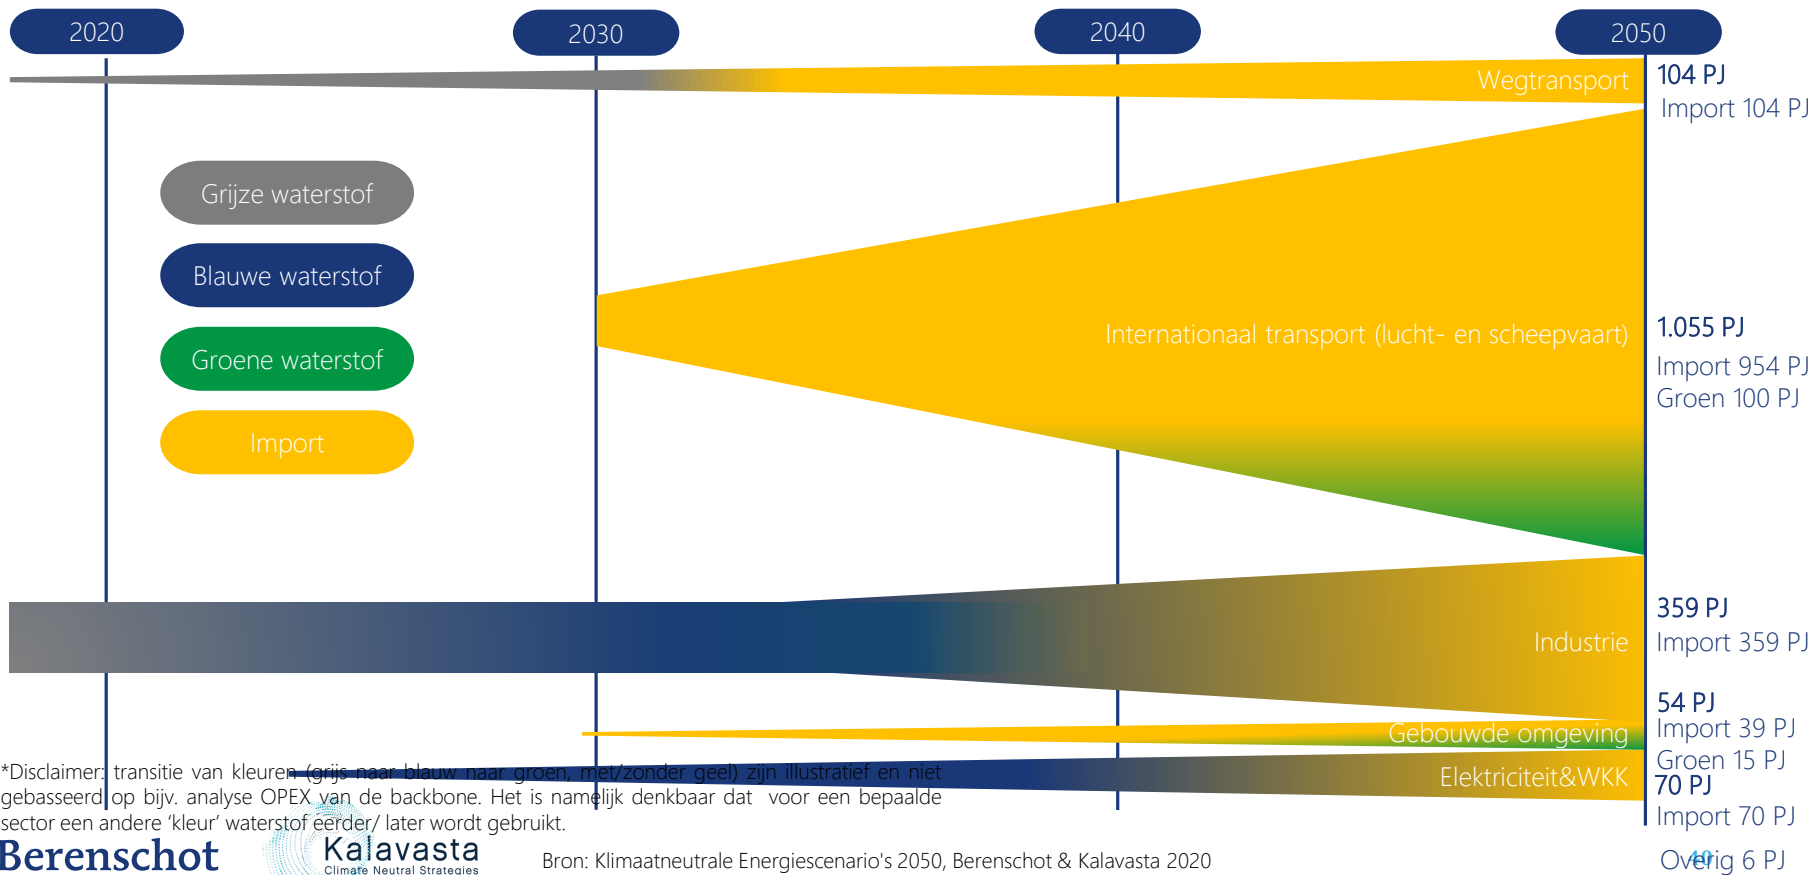 2020
2030
2040
2050
Wegtransport
104 PJ
Import 104 PJ
Grijze waterstof
Blauwe waterstof
Groene waterstof
Import
Internationaal transport (lucht- en scheepvaart)
1.055 PJ
Import 954 PJ
Groen 100 PJ
Industrie
359 PJ
Import 359 PJ
Gebouwde omgeving
54 PJ
Import 39 PJ
Groen 15 PJ
Elektriciteit&WKK
70 PJ
Import 70 PJ
Overig 6 PJ
*Disclaimer: transitie van kleuren (grijs naar blauw naar groen, met/zonder geel) zijn illustratief en niet
gebasseerd op bijv. analyse OPEX van de backbone. Het is namelijk denkbaar dat voor een bepaalde
sector een andere ‘kleur’ waterstof eerder/ later wordt gebruikt.
Berenschot
Kalavasta
Climate Neutral Strategies
Bron: Klimaatneutrale Energiescenario's 2050, Berenschot & Kalavasta 2020
40